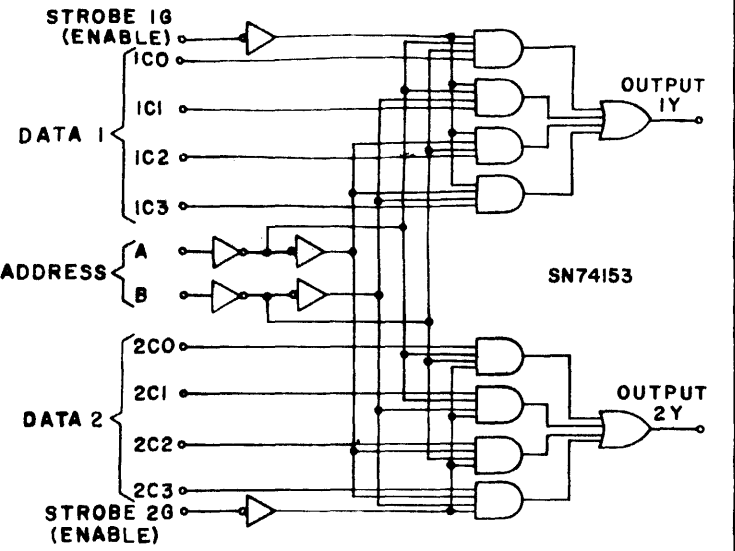 STROBE 1G
(ENABLE)
1C0
1C1
DATA 1
1C2
1C3
OUTPUT
1Y
A
ADDRESS
B
SN74153
2C0
2C1
DATA 2
2C2
2C3
OUTPUT
2Y
STROBE 2G
(ENABLE)